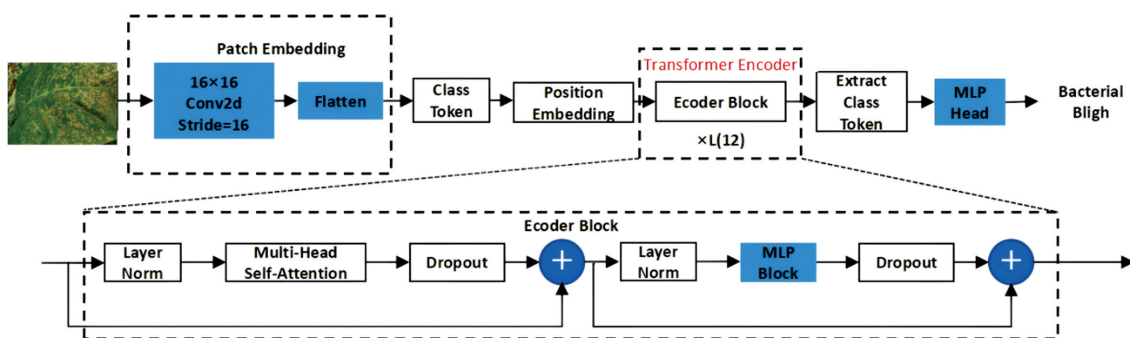 Patch Embedding
16×16
Conv2d
Stride=16
Flatten
Class
Token
Position
Embedding
Transformer Encoder
Ecoder Block
×L(12)
Extract
Class
Token
MLP
Head
Bacterial
Bligh
Ecoder Block
Layer
Norm
Multi-Head
Self-Attention
Dropout
+
Layer
Norm
MLP
Block
Dropout
+